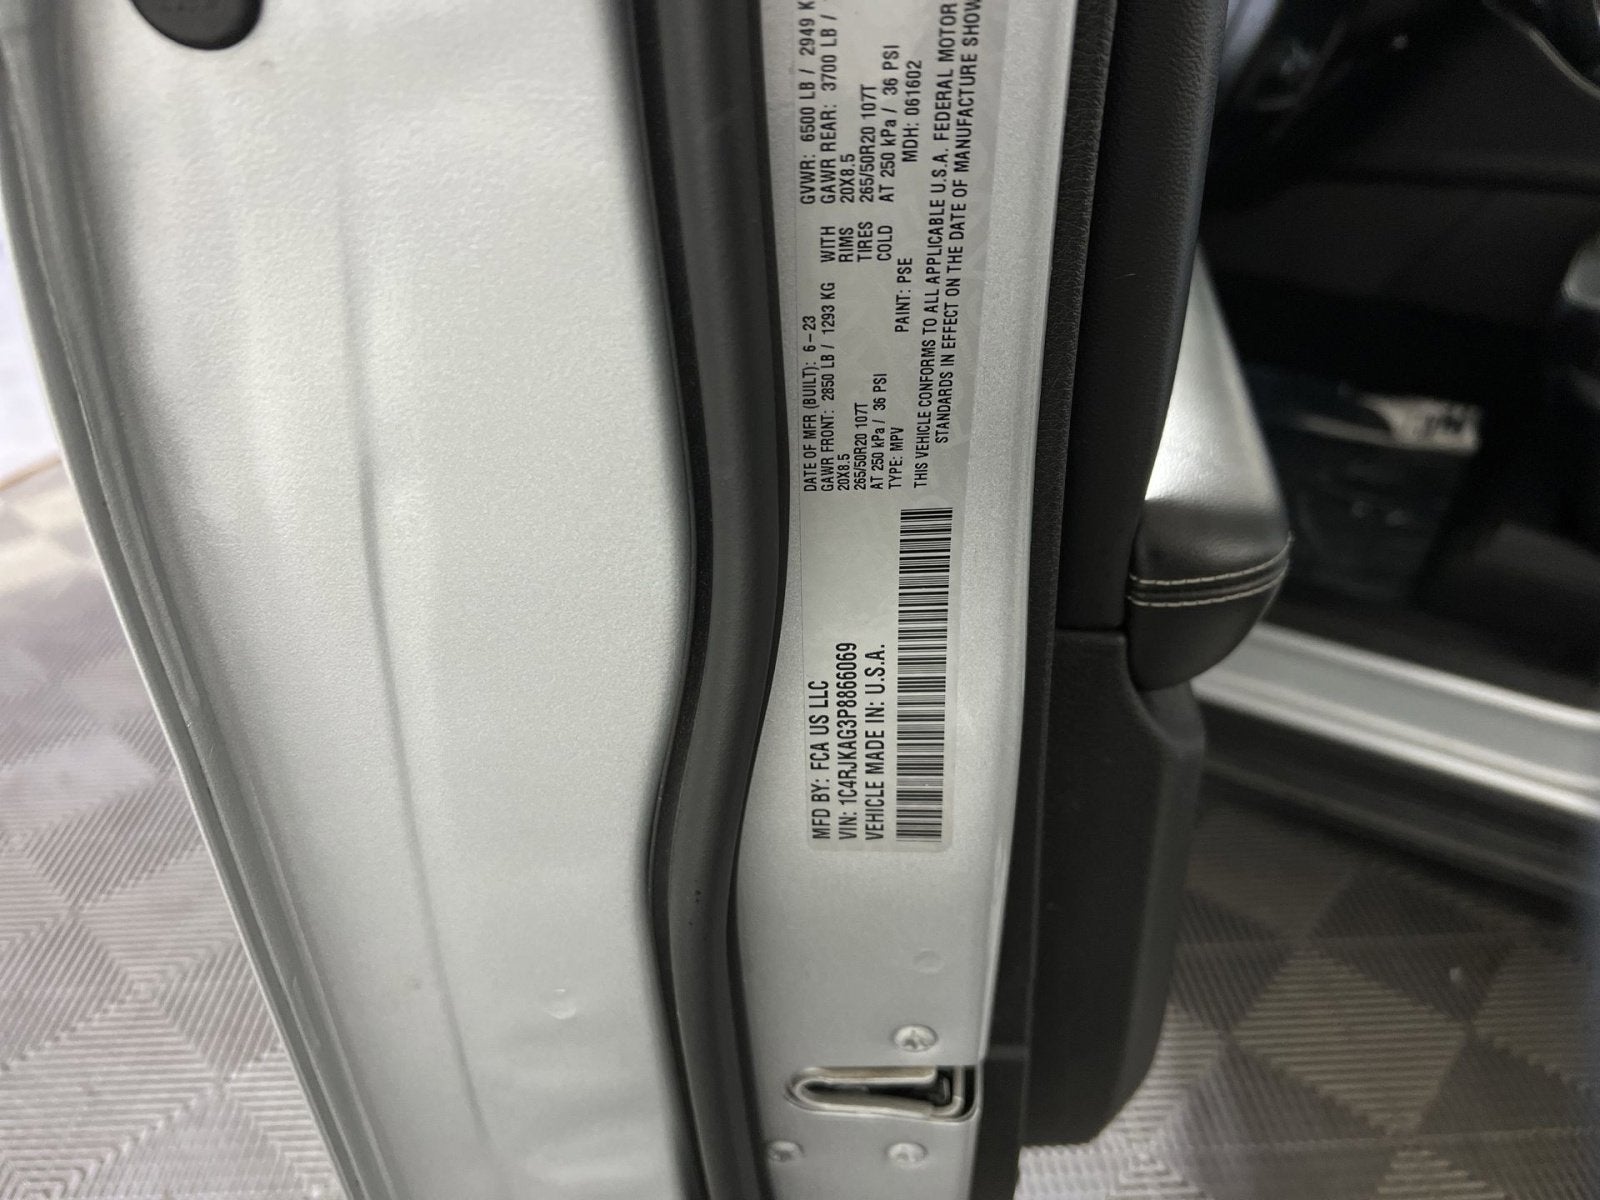 MFD BY: FCA US LLC
VIN: 1C4RJKAG3P8866069
VEHICLE MADE IN: U.S.A.
DATE OF MFR (BUILT): 6-23 GVWR: 6500 LB / 2949 K
GAWR FRONT: 2850 LB / 1293 KG WITH GAWR REAR: 3700 LB /
20X8.5 RIMS 20X8.5
265/50R20 107T TIRES 265/50R20 107T
AT 250 kPa / 36 PSI COLD AT 250 kPa / 36 PSI
TYPE: MPV PAINT: PSE MDH: 061602
THIS VEHICLE CONFORMS TO ALL APPLICABLE U.S.A. FEDERAL MOTOR
STANDARDS IN EFFECT ON THE DATE OF MANUFACTURE SHOW